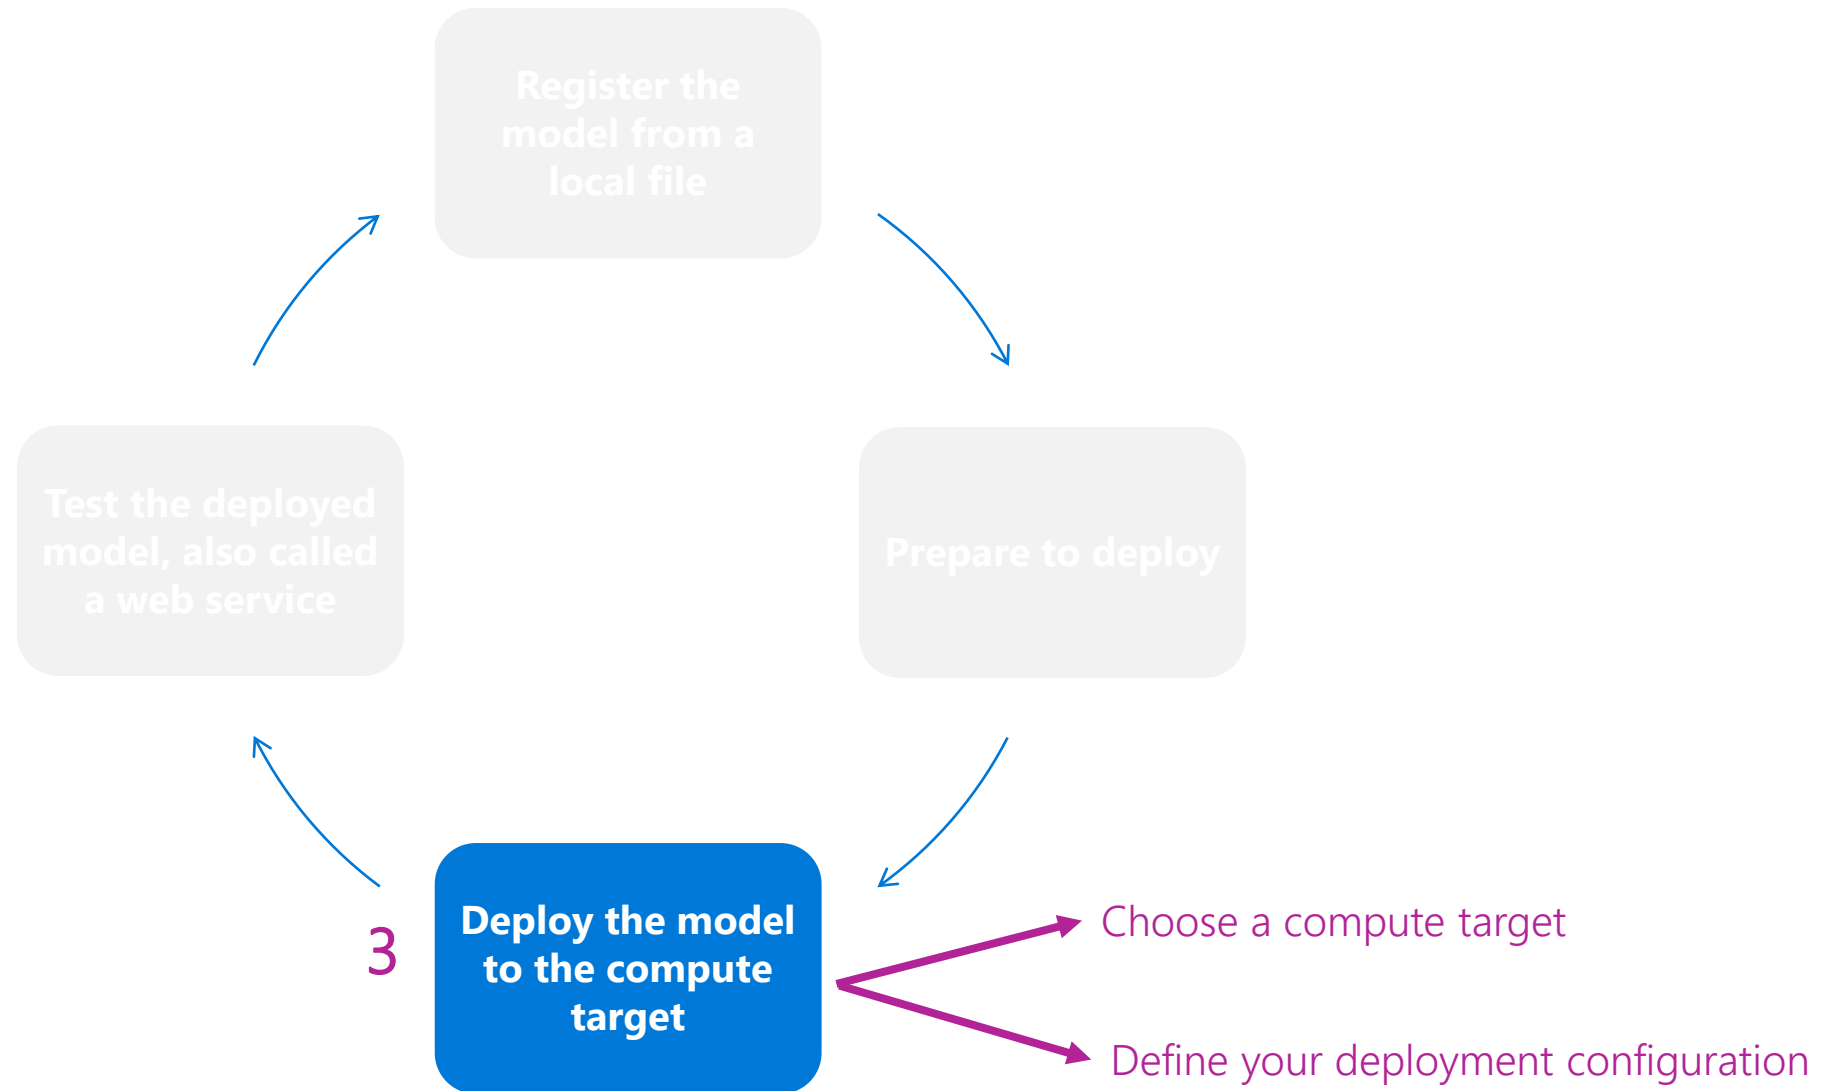 Register the
model from a
local file
Test the deployed
model, also called
a web service
Prepare to deploy
3
Deploy the model
to the compute
target
Choose a compute target
Define your deployment configuration